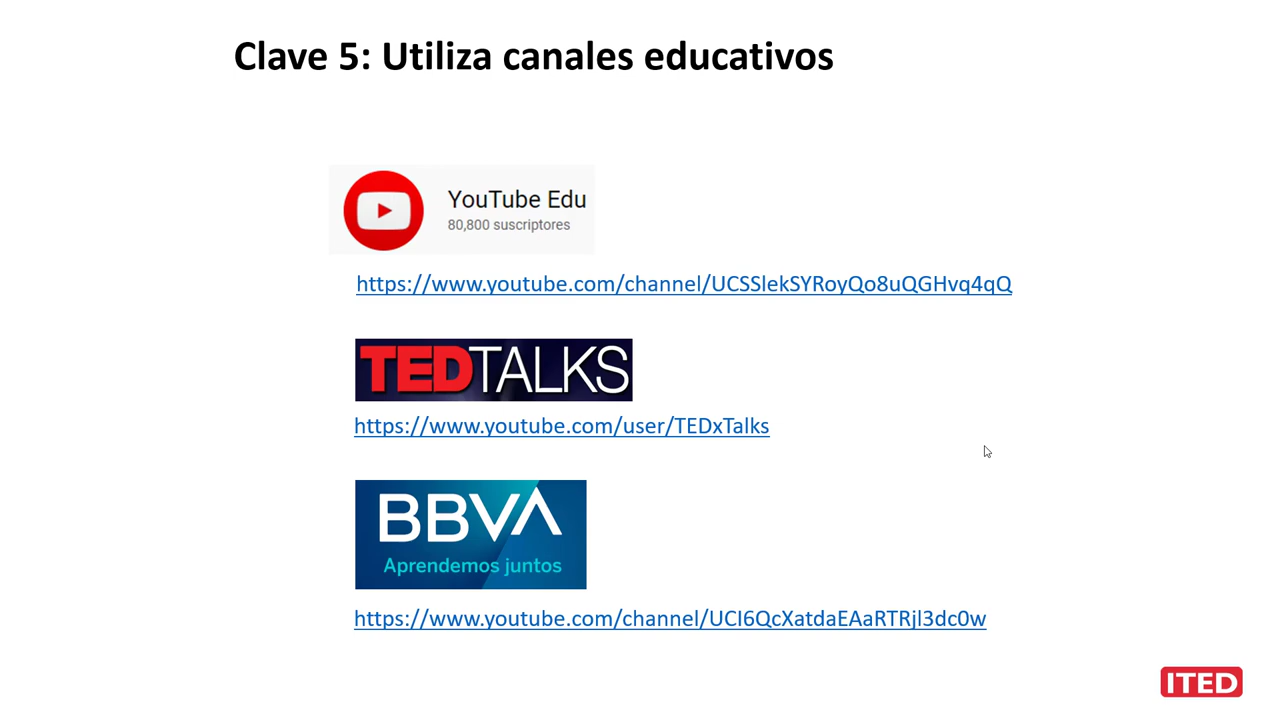 Clave 5: Utiliza canales educativos
YouTube Edu
80,800 suscriptores
https://www.youtube.com/channel/UCSSlekSYRoyQo8uQGHvq4qQ
TEDTALKS
https://www.youtube.com/user/TEDxTalks
BBVA
Aprendemos juntos
https://www.youtube.com/channel/UCI6QcXatdaEAaRTRjl3dc0w
ITED